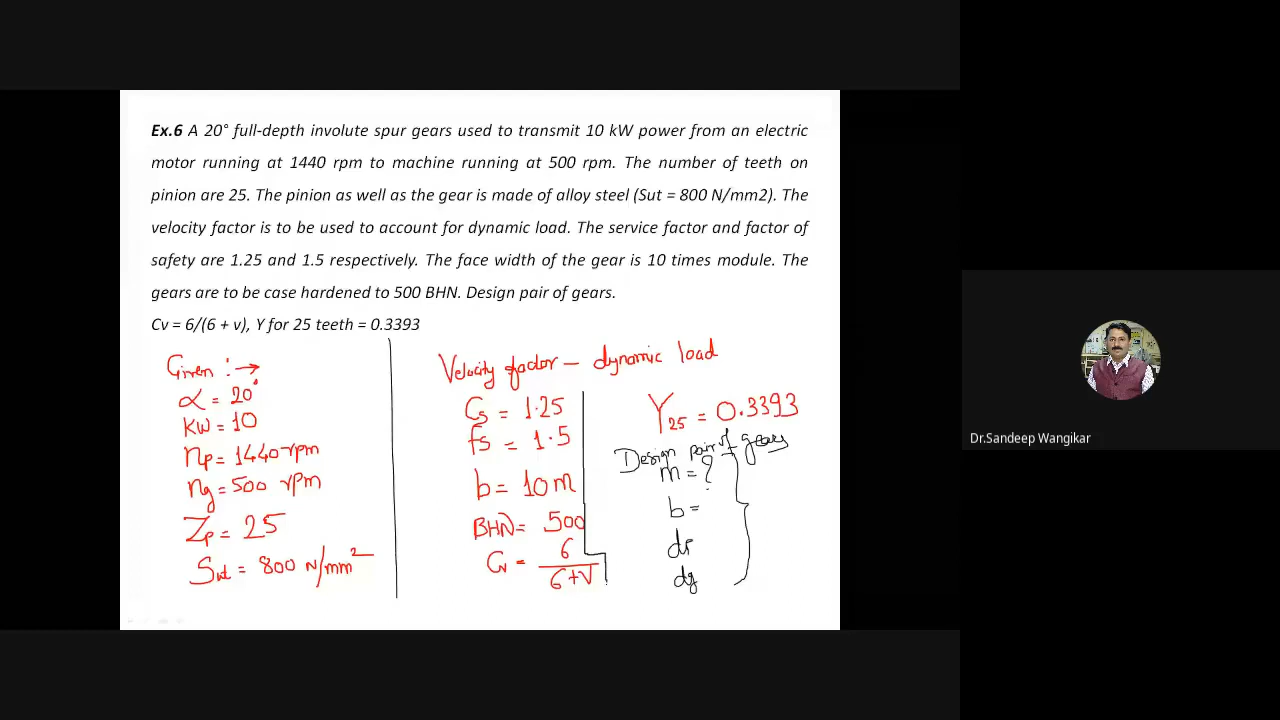 Ex.6 A 20° full-depth involute spur gears used to transmit 10 kW power from an electric
motor running at 1440 rpm to machine running at 500 rpm. The number of teeth on
pinion are 25. The pinion as well as the gear is made of alloy steel (Sut = 800 N/mm2). The
velocity factor is to be used to account for dynamic load. The service factor and factor of
safety are 1.25 and 1.5 respectively. The face width of the gear is 10 times module. The
gears are to be case hardened to 500 BHN. Design pair of gears.
Cv = 6/(6 + v), Y for 25 teeth = 0.3393
Given : →
α = 20°
KW = 10
np = 1440 rpm
ng = 500 rpm
Zp = 25
Sut = 800 N/mm²
Velocity factor — dynamic load
Cs = 1.25
fs = 1.5
b = 10m
BHN = 500
Cv = 6
6+V
Y25 = 0.3393
Design pair of gears
m = ?
b =
dp
dg
Dr.Sandeep Wangikar